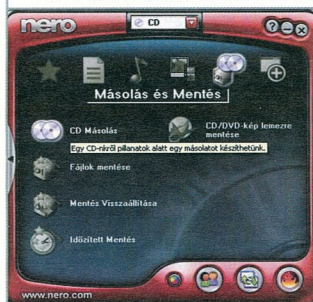 nero
CD
Másolás és Mentés
CD Másolás
CD/DVD-kép lemezre
mentése
Egy CD-nkről pillanatok alatt egy másolatot készíthetünk.
Fájlok mentése
Mentés Visszaállítása
Időzített Mentés
www.nero.com